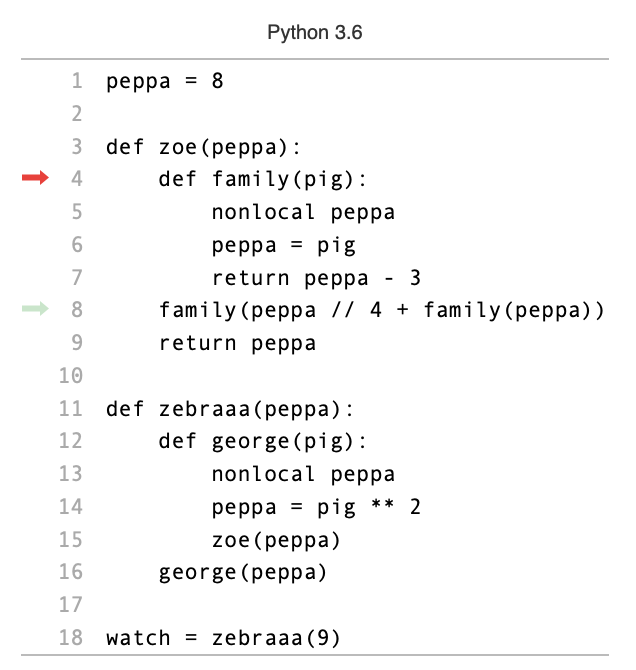 Python 3.6
1 peppa = 8
2
3 def zoe(peppa):
4     def family(pig):
5         nonlocal peppa
6         peppa = pig
7         return peppa - 3
8     family(peppa // 4 + family(peppa))
9     return peppa
10
11 def zebraaa(peppa):
12     def george(pig):
13         nonlocal peppa
14         peppa = pig ** 2
15         zoe(peppa)
16     george(peppa)
17
18 watch = zebraaa(9)